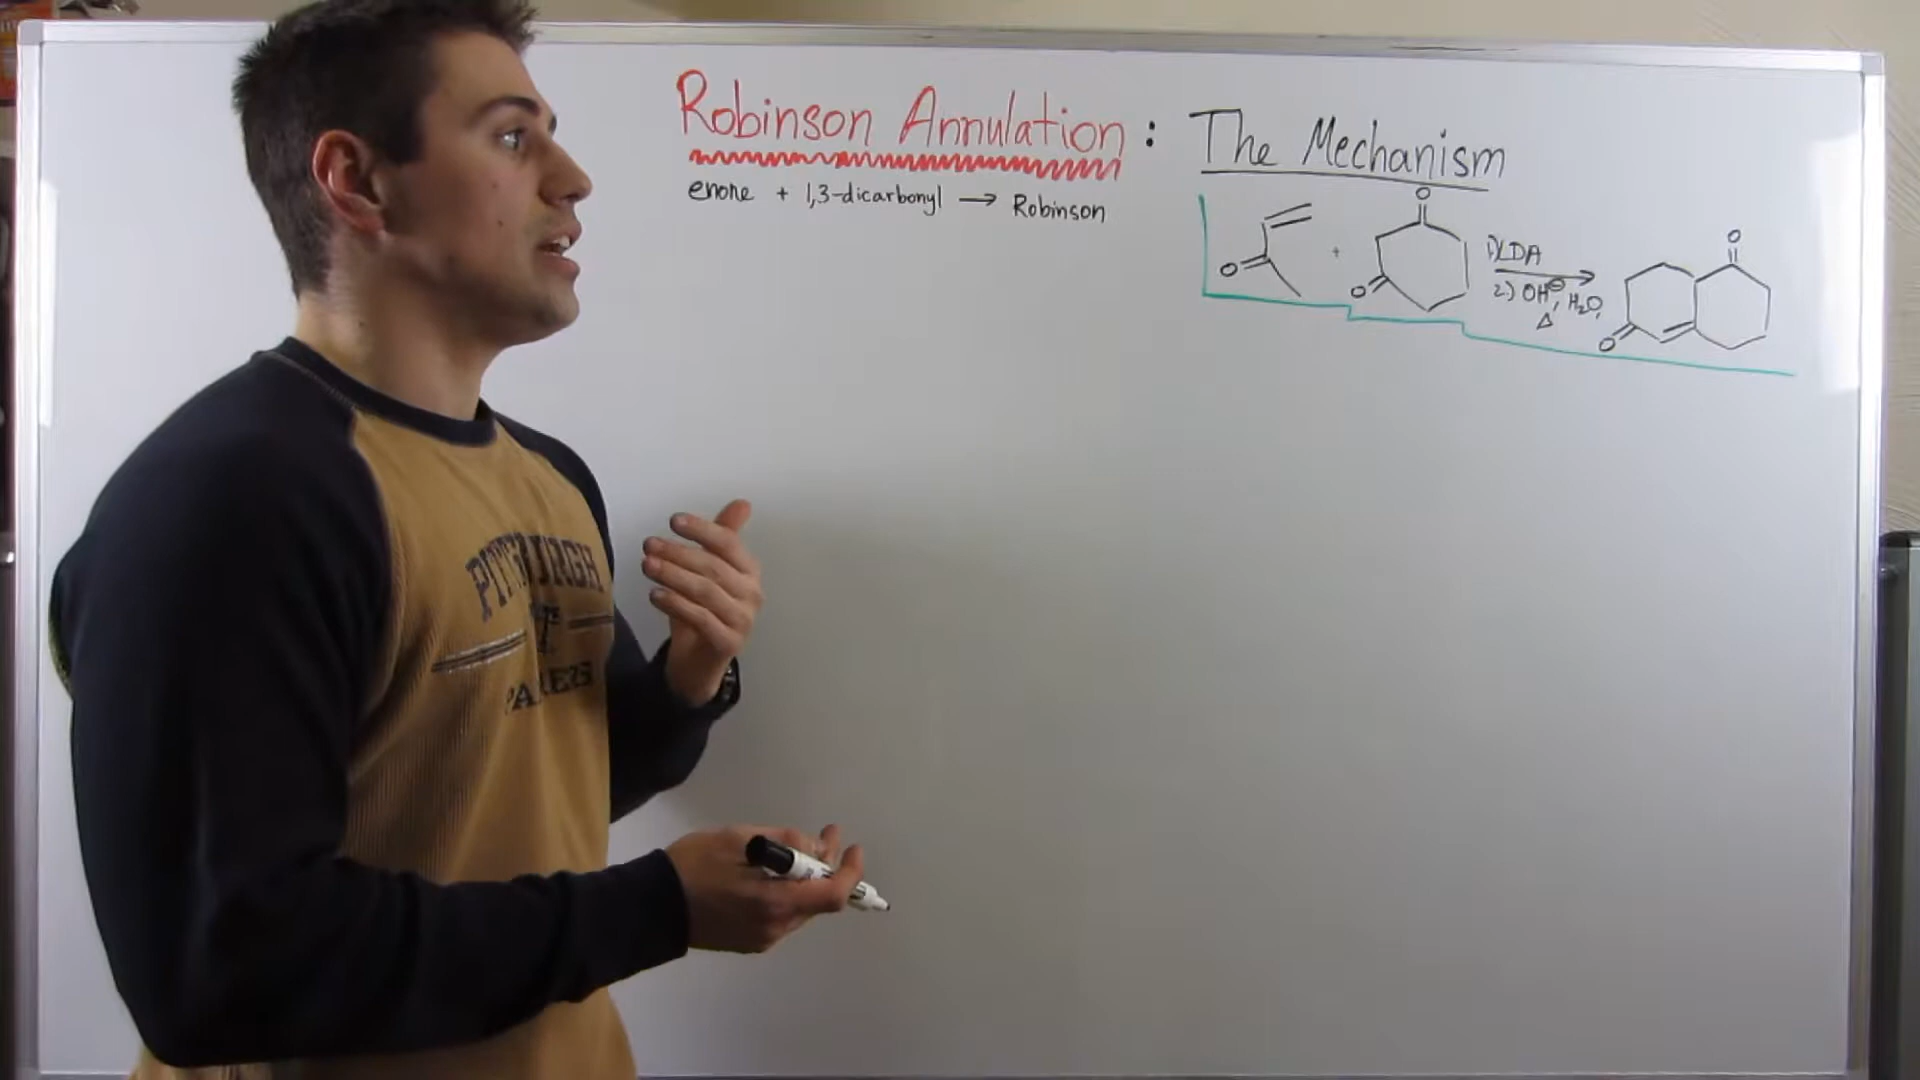 Robinson Annulation : The Mechanism
enone + 1,3-dicarbonyl → Robinson
O
O
+
O
O
1) LDA
2.) OH⊖, H₂O,
Δ
O
O
PITTSBURGH